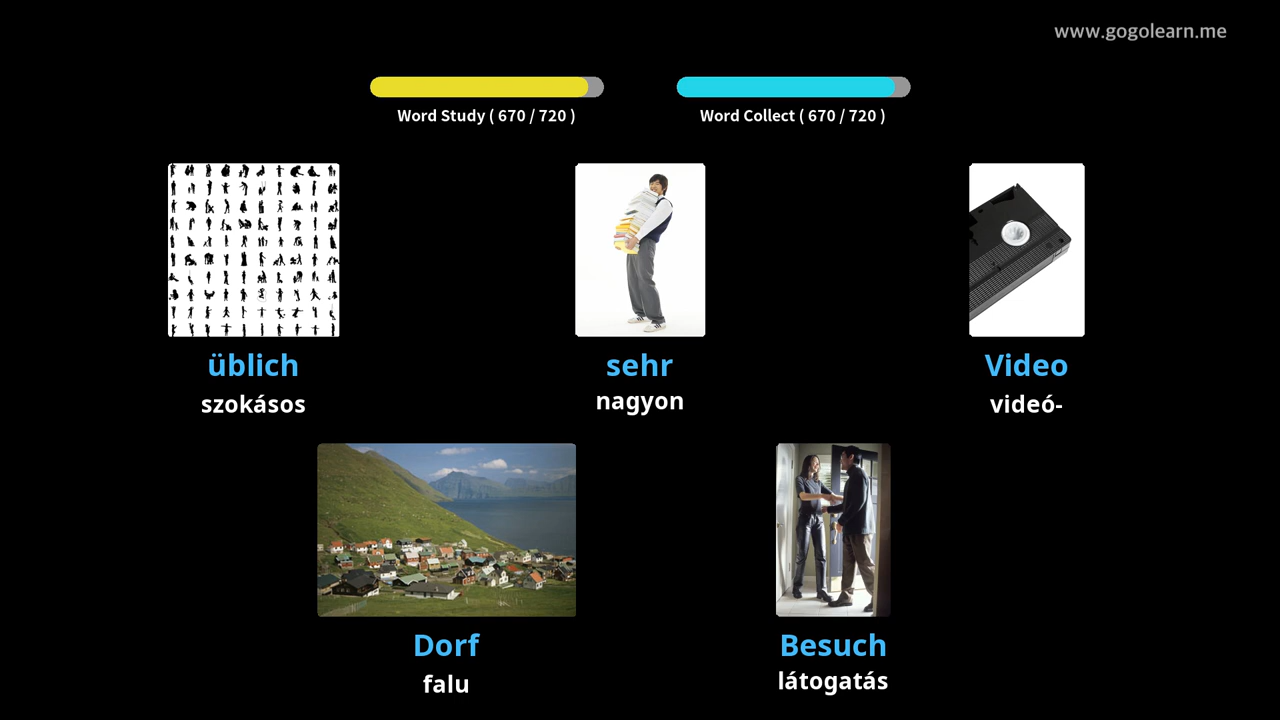 www.gogolearn.me
Word Study ( 670 / 720 )
Word Collect ( 670 / 720 )
üblich
szokásos
sehr
nagyon
Video
videó-
Dorf
falu
Besuch
látogatás